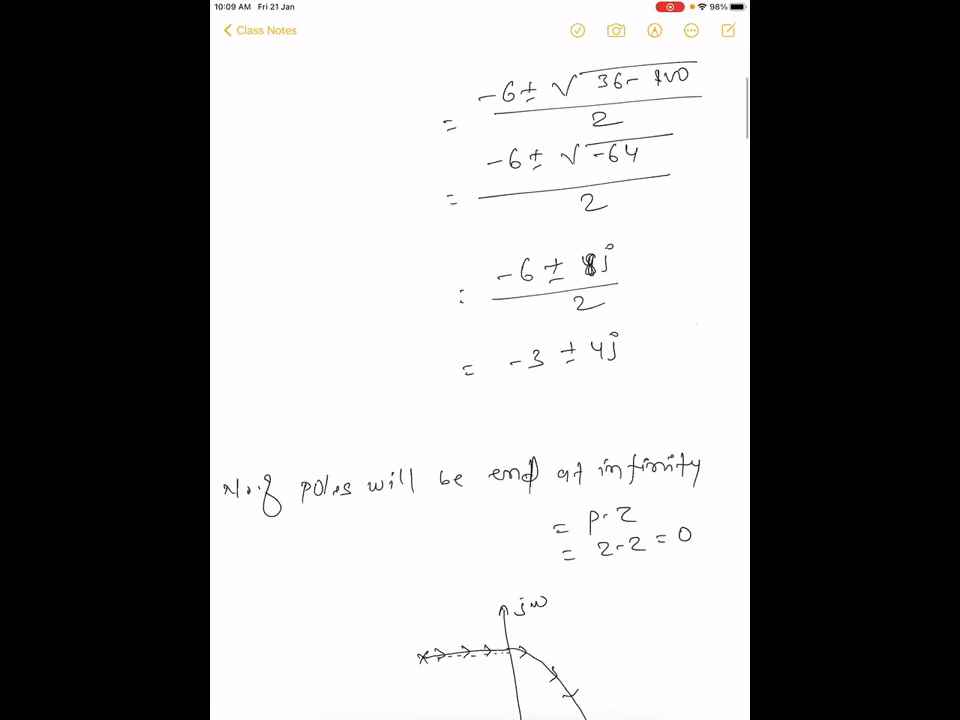 10:09 AM Fri 21 Jan 98%
Class Notes
= -6 ± √36-100 / 2
= -6 ± √-64 / 2
= -6 ± 8j / 2
= -3 ± 4j
No. of poles will be end at infinity
= P-Z
= 2-2 = 0
jω